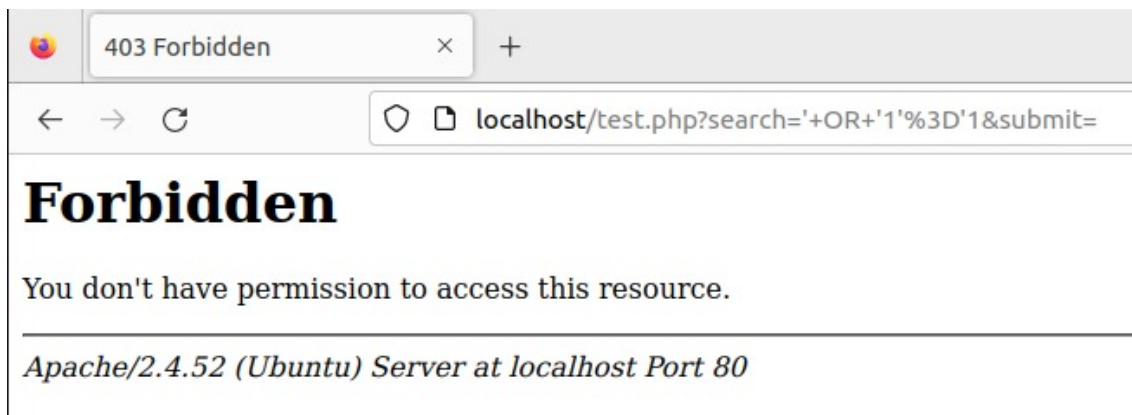 403 Forbidden
localhost/test.php?search='+OR+'1'%3D'1&submit=
Forbidden
You don't have permission to access this resource.
Apache/2.4.52 (Ubuntu) Server at localhost Port 80